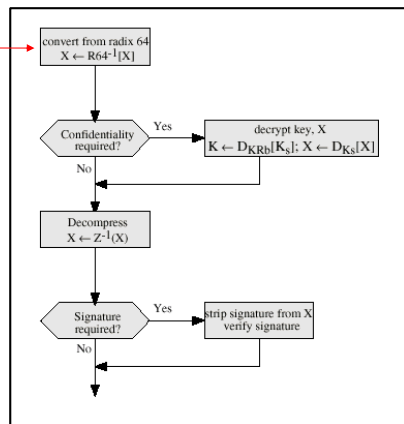 convert from radix 64
X ← R64⁻¹[X]
Confidentiality
required?
Yes
decrypt key, X
K ← D_KRb[K_s]; X ← D_Ks[X]
No
Decompress
X ← Z⁻¹(X)
Signature
required?
Yes
strip signature from X
verify signature
No